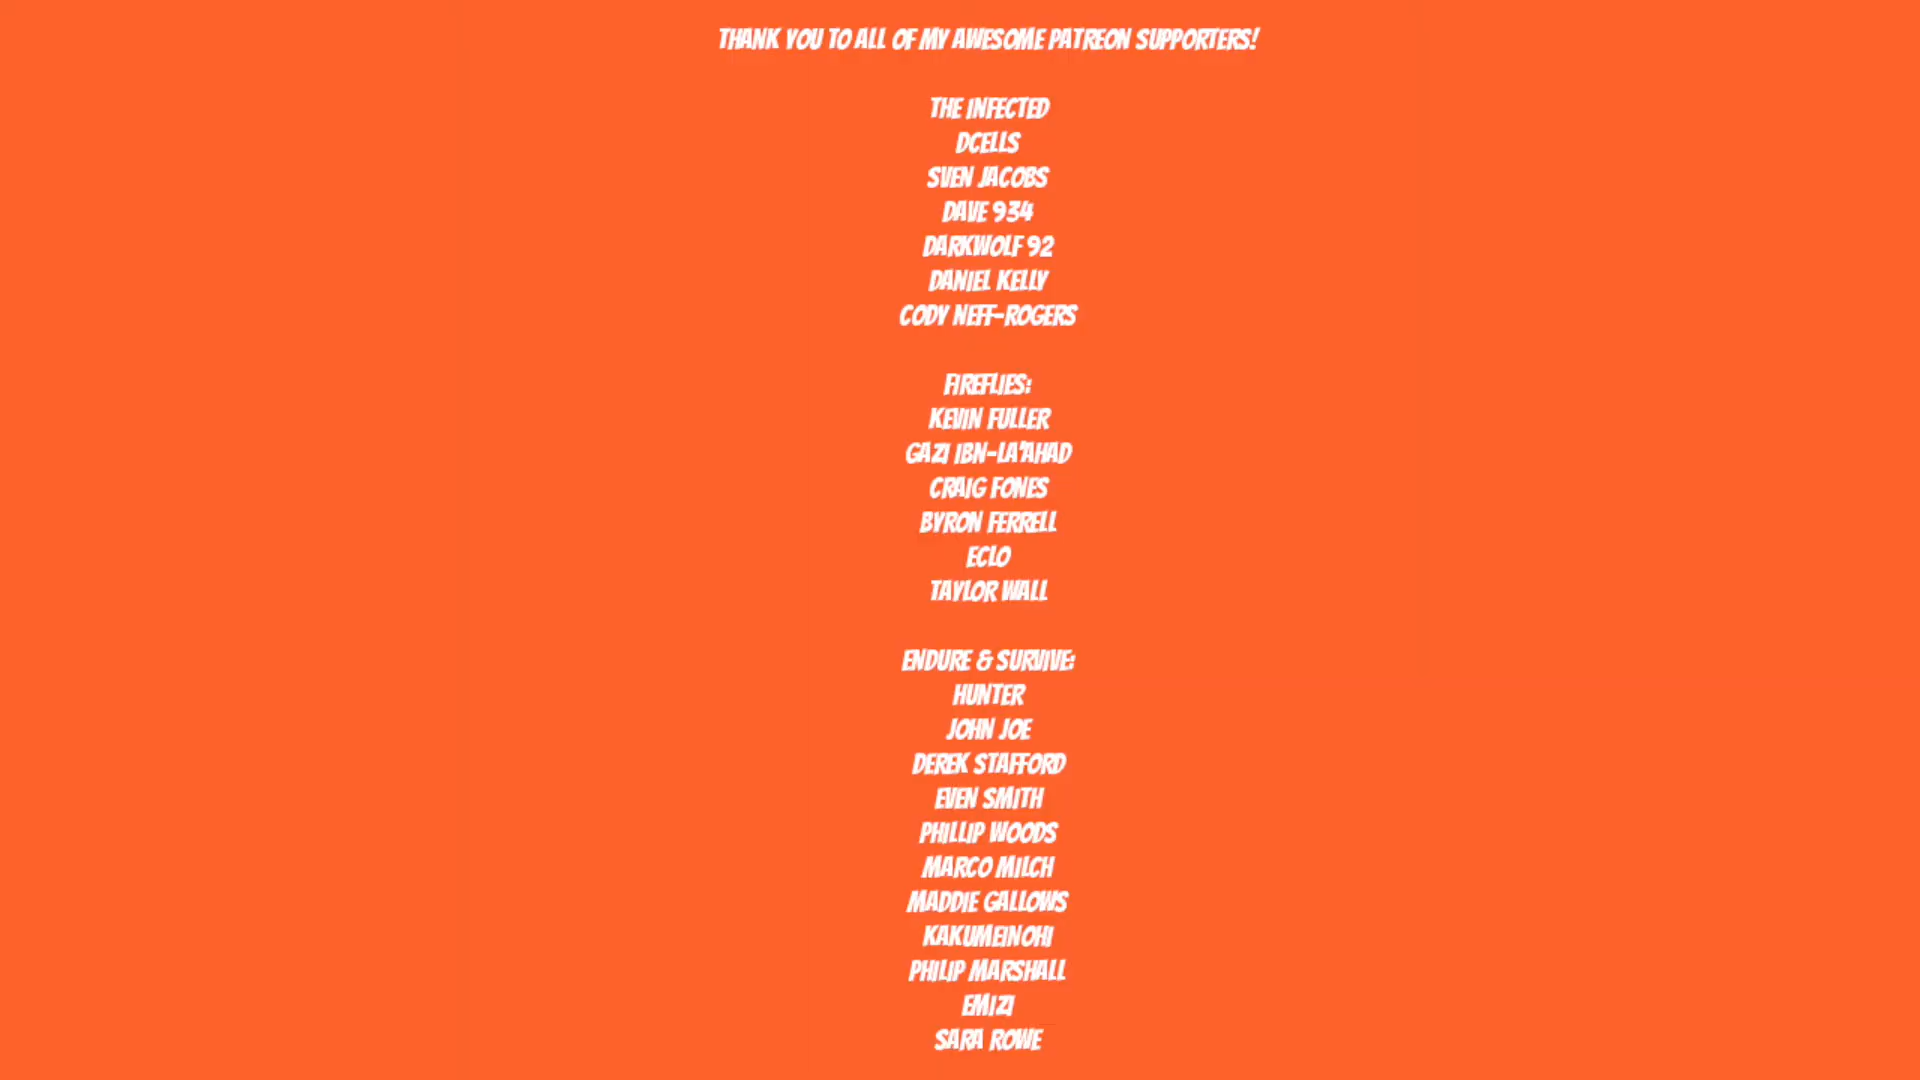 THANK YOU TO ALL OF MY AWESOME PATREON SUPPORTERS!
THE INFECTED
DCELLS
SVEN JACOBS
DAVE 934
DARKWOLF 92
DANIEL KELLY
CODY NEFF-ROGERS
FIREFLIES:
KEVIN FULLER
GAZI IBN-LA'AHAD
CRAIG FONES
BYRON FERRELL
ECLO
TAYLOR WALL
ENDURE & SURVIVE:
HUNTER
JOHN JOE
DEREK STAFFORD
EVEN SMITH
PHILLIP WOODS
MARCO MILCH
MADDIE GALLOWS
KAKUMEINOHI
PHILIP MARSHALL
EMIZI
SARA ROWE